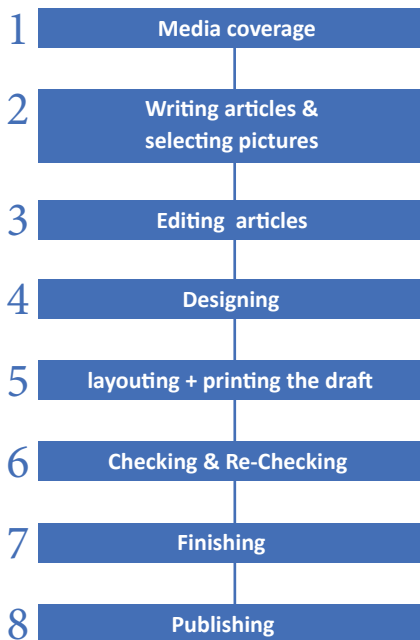 1 Media coverage
2 Writing articles &
selecting pictures
3 Editing articles
4 Designing
5 layouting + printing the draft
6 Checking & Re-Checking
7 Finishing
8 Publishing